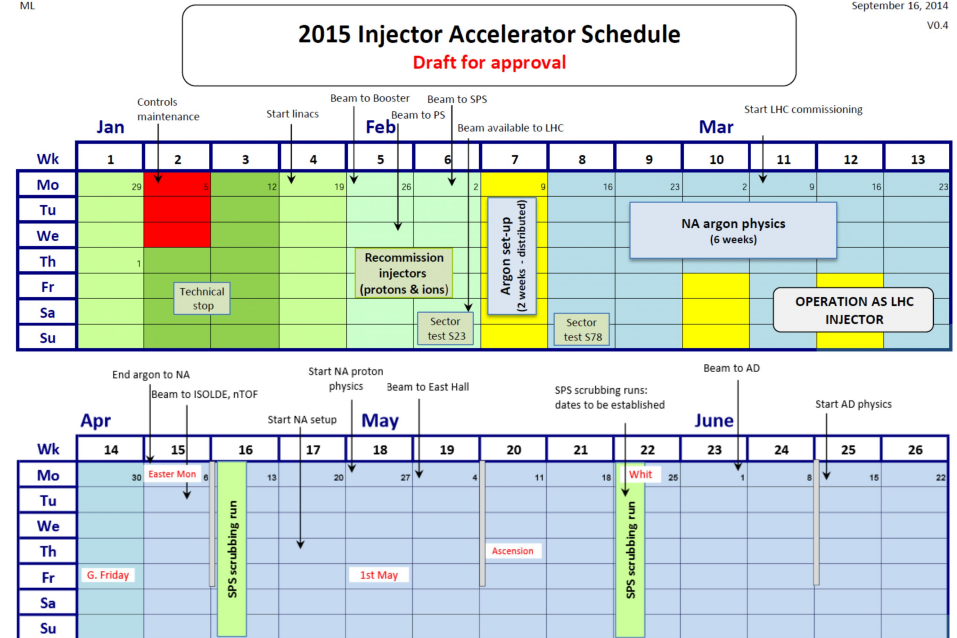 ML
September 16, 2014
V0.4
2015 Injector Accelerator Schedule
Draft for approval
Controls
maintenance
Start linacs
Beam to Booster
Beam to PS
Beam to SPS
Beam available to LHC
Start LHC commissioning
Jan Feb Mar
Wk 1 2 3 4 5 6 7 8 9 10 11 12 13
Mo 29 5 12 19 26 2 9 16 23 2 9 16 23
Tu
We
Th 1
Fr
Sa
Su
Technical
stop
Recommission
injectors
(protons & ions)
Sector
test S23
Argon set-up
(2 weeks - distributed)
Sector
test S78
NA argon physics
(6 weeks)
OPERATION AS LHC
INJECTOR
End argon to NA
Beam to ISOLDE, nTOF
Start NA setup
Start NA proton
physics
Beam to East Hall
SPS scrubbing runs:
dates to be established
Beam to AD
Start AD physics
Apr May June
Wk 14 15 16 17 18 19 20 21 22 23 24 25 26
Mo 30 Easter Mon 6 13 20 27 4 11 18 Whit 25 1 8 15 22
Tu
We
Th Ascension
Fr G. Friday 1st May
Sa
Su
SPS scrubbing run
SPS scrubbing run